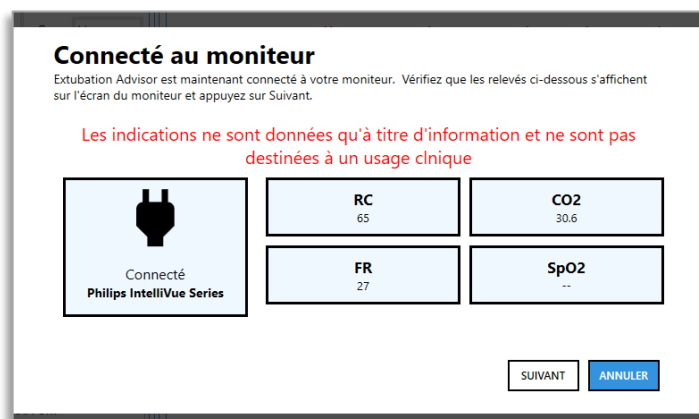 Connecté au moniteur
Extubation Advisor est maintenant connecté à votre moniteur. Vérifiez que les relevés ci-dessous s'affichent
sur l'écran du moniteur et appuyez sur Suivant.
Les indications ne sont données qu'à titre d'information et ne sont pas
destinées à un usage clnique
Connecté
Philips IntelliVue Series
RC
65
CO2
30.6
FR
27
SpO2
--
SUIVANT
ANNULER